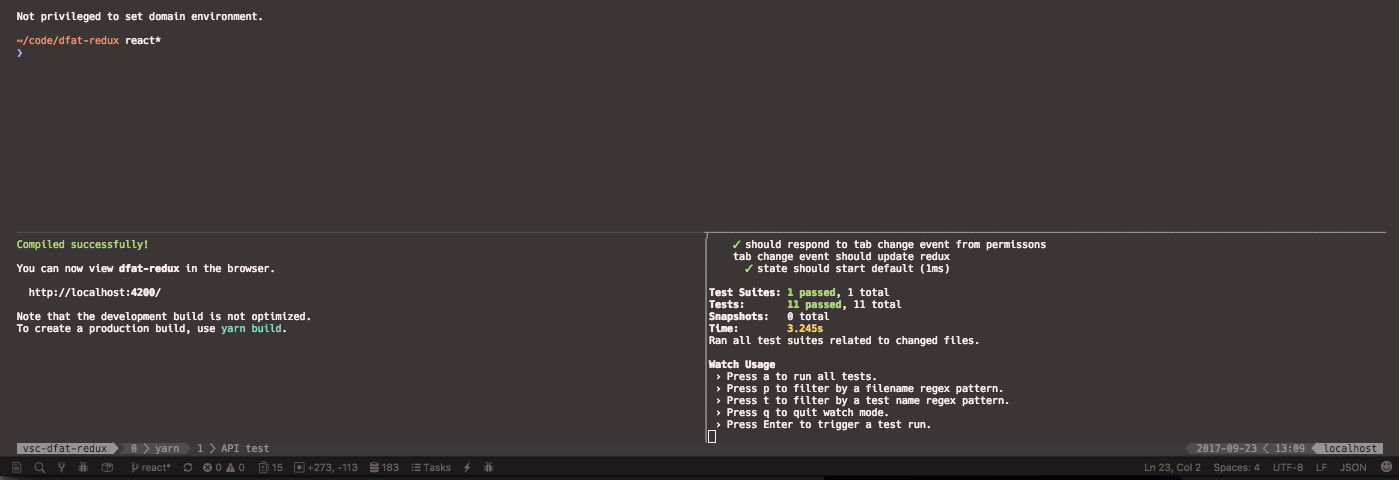 Not privileged to set domain environment.
~/code/dfat-redux react*
❯
Compiled successfully!
You can now view dfat-redux in the browser.
http://localhost:4200/
Note that the development build is not optimized.
To create a production build, use yarn build.
✓ should respond to tab change event from permissons
tab change event should update redux
✓ state should start default (1ms)
Test Suites: 1 passed, 1 total
Tests: 11 passed, 11 total
Snapshots: 0 total
Time: 3.245s
Ran all test suites related to changed files.
Watch Usage
› Press a to run all tests.
› Press p to filter by a filename regex pattern.
› Press t to filter by a test name regex pattern.
› Press q to quit watch mode.
› Press Enter to trigger a test run.
vsc-dfat-redux 0 yarn 1 API test 2017-09-23 13:09 localhost
react* 0 0 15 +273, -113 183 Tasks Ln 23, Col 2 Spaces: 4 UTF-8 LF JSON